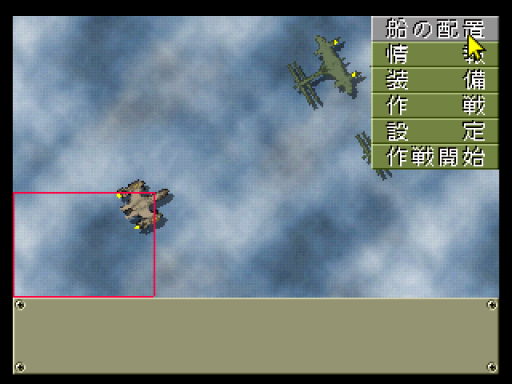 船の配置
情　　報
装　　備
作　　戦
設　　定
作戦開始